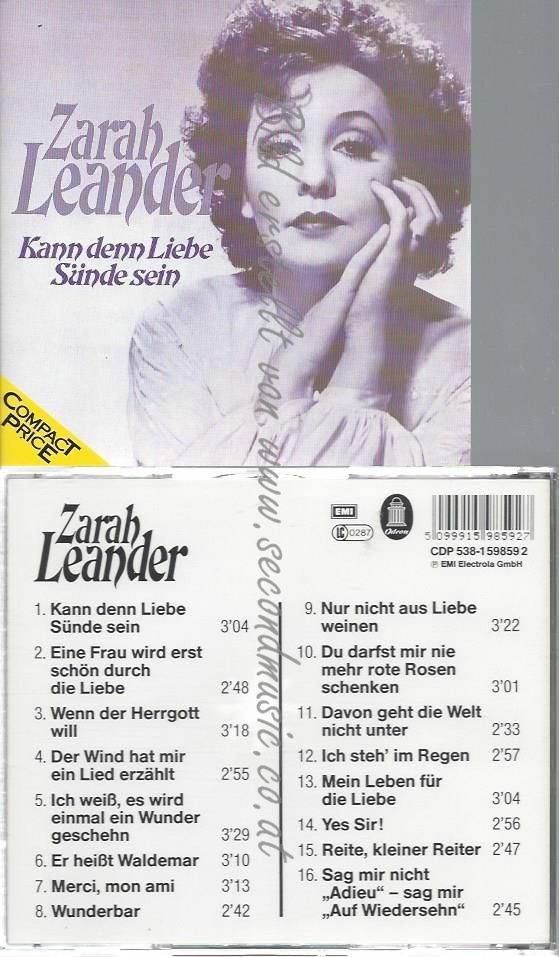 Zarah
Leander
Kann denn Liebe
Sünde sein
COMPACT
PRICE
Bild erstellt von www.secondmusic.co.at
Zarah
Leander
EMI
LC 0287
Odeon
5 099915 985927
CDP 538-1 59859 2
Ⓟ EMI Electrola GmbH
1. Kann denn Liebe
Sünde sein 3'04
2. Eine Frau wird erst
schön durch
die Liebe 2'48
3. Wenn der Herrgott
will 3'18
4. Der Wind hat mir
ein Lied erzählt 2'55
5. Ich weiß, es wird
einmal ein Wunder
geschehn 3'29
6. Er heißt Waldemar 3'10
7. Merci, mon ami 3'13
8. Wunderbar 2'42
9. Nur nicht aus Liebe
weinen 3'22
10. Du darfst mir nie
mehr rote Rosen
schenken 3'01
11. Davon geht die Welt
nicht unter 2'33
12. Ich steh' im Regen 2'57
13. Mein Leben für
die Liebe 3'04
14. Yes Sir! 2'56
15. Reite, kleiner Reiter 2'47
16. Sag mir nicht
„Adieu“ – sag mir
„Auf Wiedersehn“ 2'45